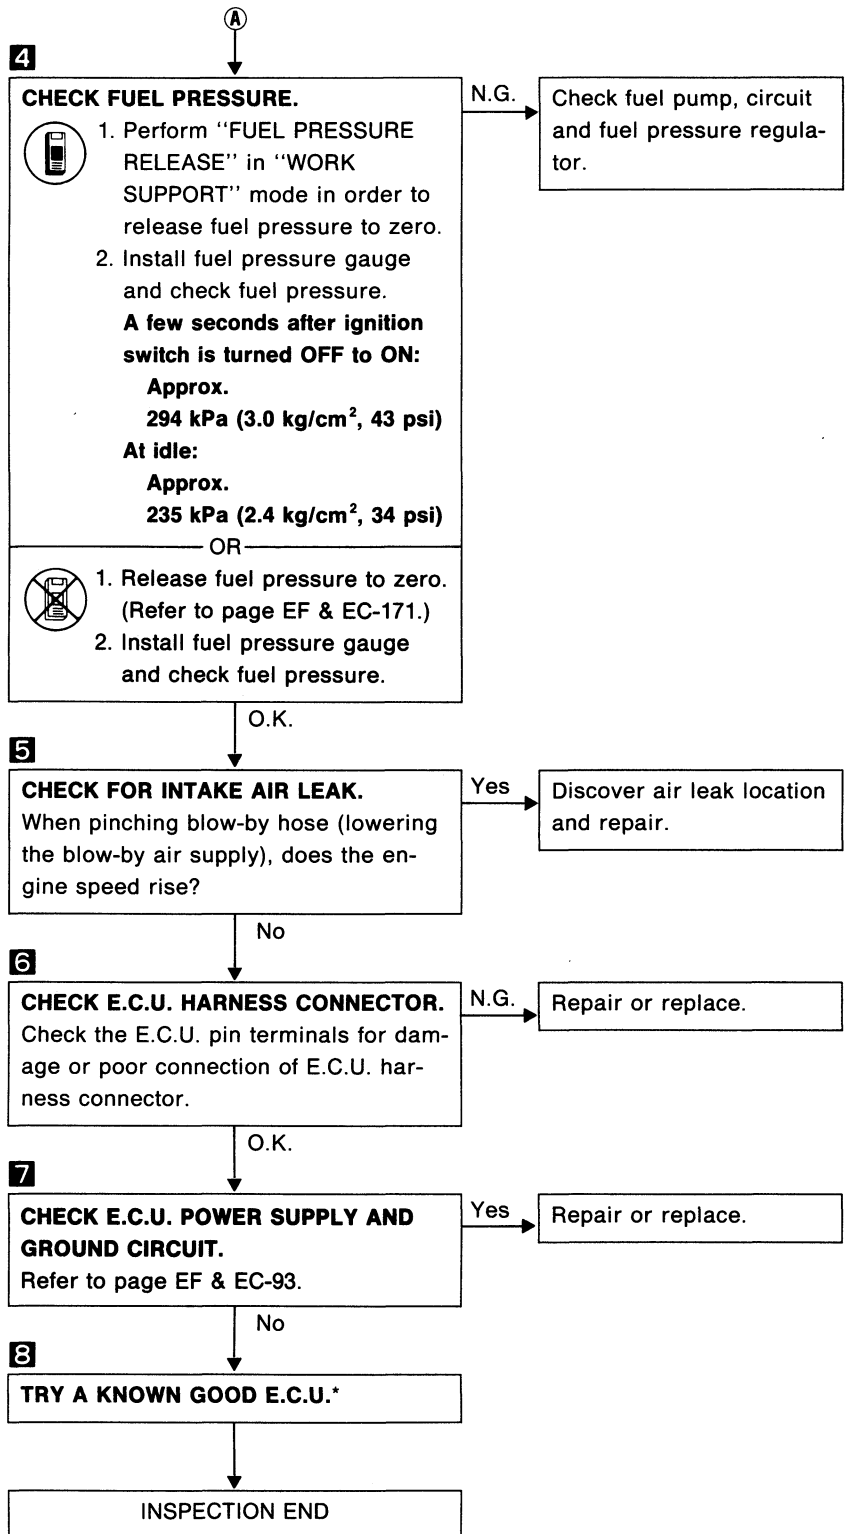 A
4
CHECK FUEL PRESSURE.
1. Perform ‘‘FUEL PRESSURE
RELEASE’’ in ‘‘WORK
SUPPORT’’ mode in order to
release fuel pressure to zero.
2. Install fuel pressure gauge
and check fuel pressure.
A few seconds after ignition
switch is turned OFF to ON:
Approx.
294 kPa (3.0 kg/cm², 43 psi)
At idle:
Approx.
235 kPa (2.4 kg/cm², 34 psi)
OR
1. Release fuel pressure to zero.
(Refer to page EF & EC-171.)
2. Install fuel pressure gauge
and check fuel pressure.
N.G.
Check fuel pump, circuit
and fuel pressure regula-
tor.
O.K.
5
CHECK FOR INTAKE AIR LEAK.
When pinching blow-by hose (lowering
the blow-by air supply), does the en-
gine speed rise?
Yes
Discover air leak location
and repair.
No
6
CHECK E.C.U. HARNESS CONNECTOR.
Check the E.C.U. pin terminals for dam-
age or poor connection of E.C.U. har-
ness connector.
N.G.
Repair or replace.
O.K.
7
CHECK E.C.U. POWER SUPPLY AND
GROUND CIRCUIT.
Refer to page EF & EC-93.
Yes
Repair or replace.
No
8
TRY A KNOWN GOOD E.C.U.*
INSPECTION END